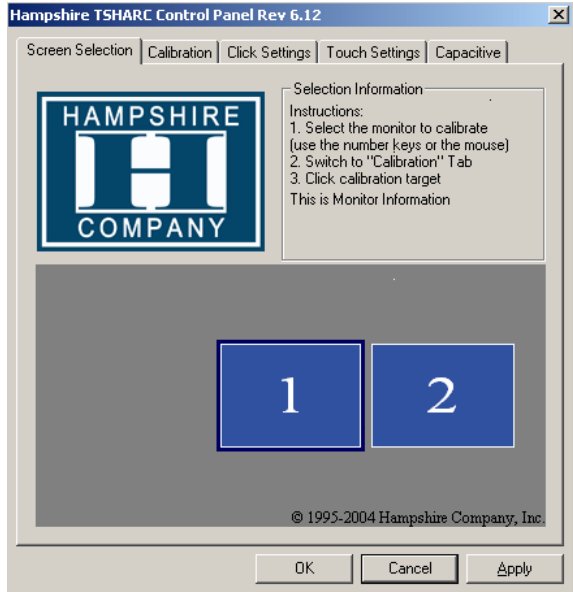 Hampshire TSHARC Control Panel Rev 6.12
Screen Selection
Calibration
Click Settings
Touch Settings
Capacitive
HAMPSHIRE
COMPANY
Selection Information
Instructions:
1. Select the monitor to calibrate
(use the number keys or the mouse)
2. Switch to "Calibration" Tab
3. Click calibration target
This is Monitor Information
1
2
© 1995-2004 Hampshire Company, Inc.
OK
Cancel
Apply